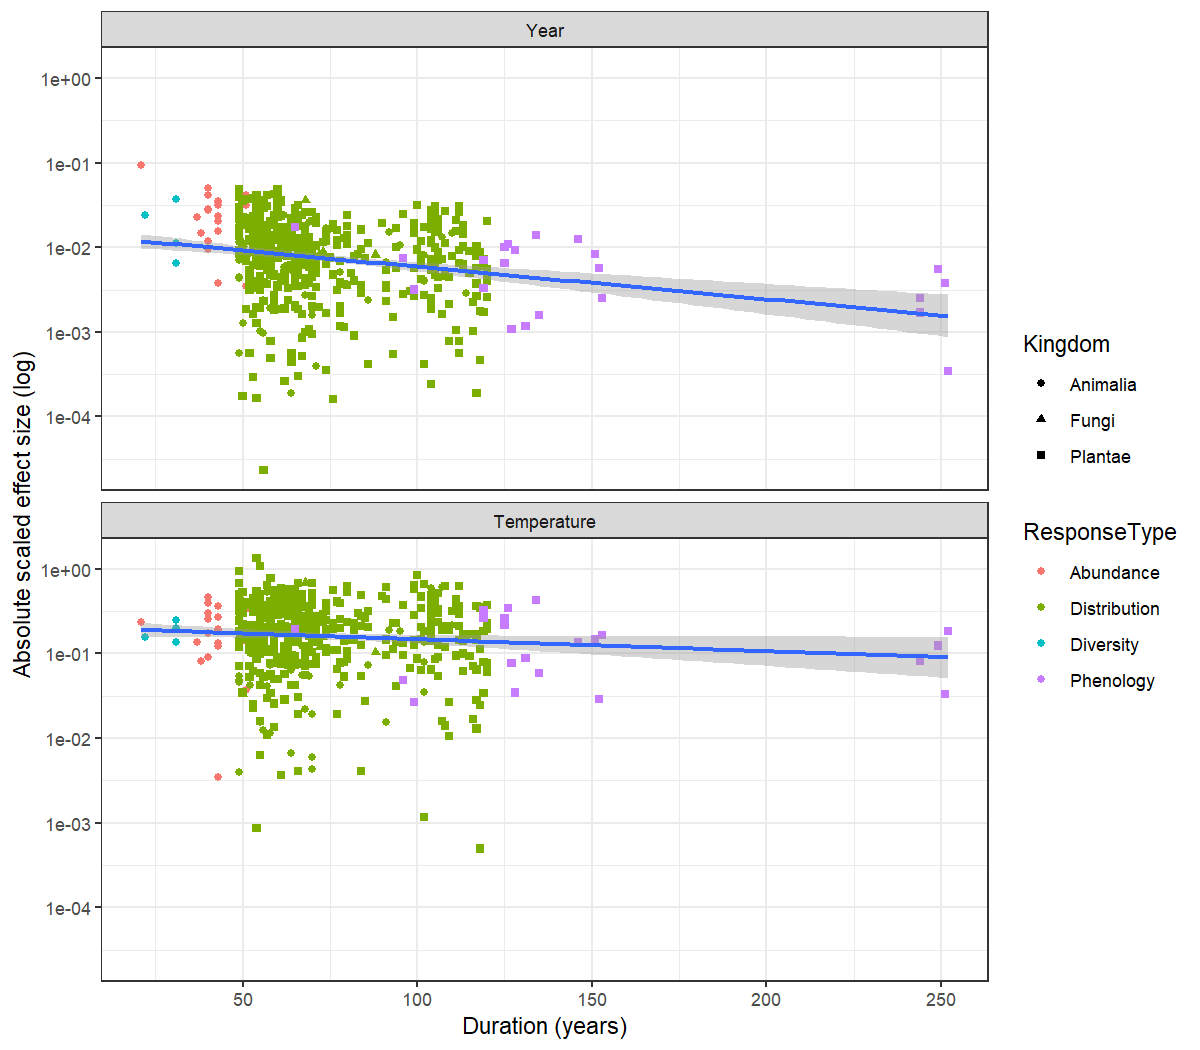 Year
1e+00
1e-01
1e-02
1e-03
1e-04
Absolute scaled effect size (log)
Temperature
1e+00
1e-01
1e-02
1e-03
1e-04
50 100 150 200 250
Duration (years)
Kingdom
Animalia
Fungi
Plantae
ResponseType
Abundance
Distribution
Diversity
Phenology